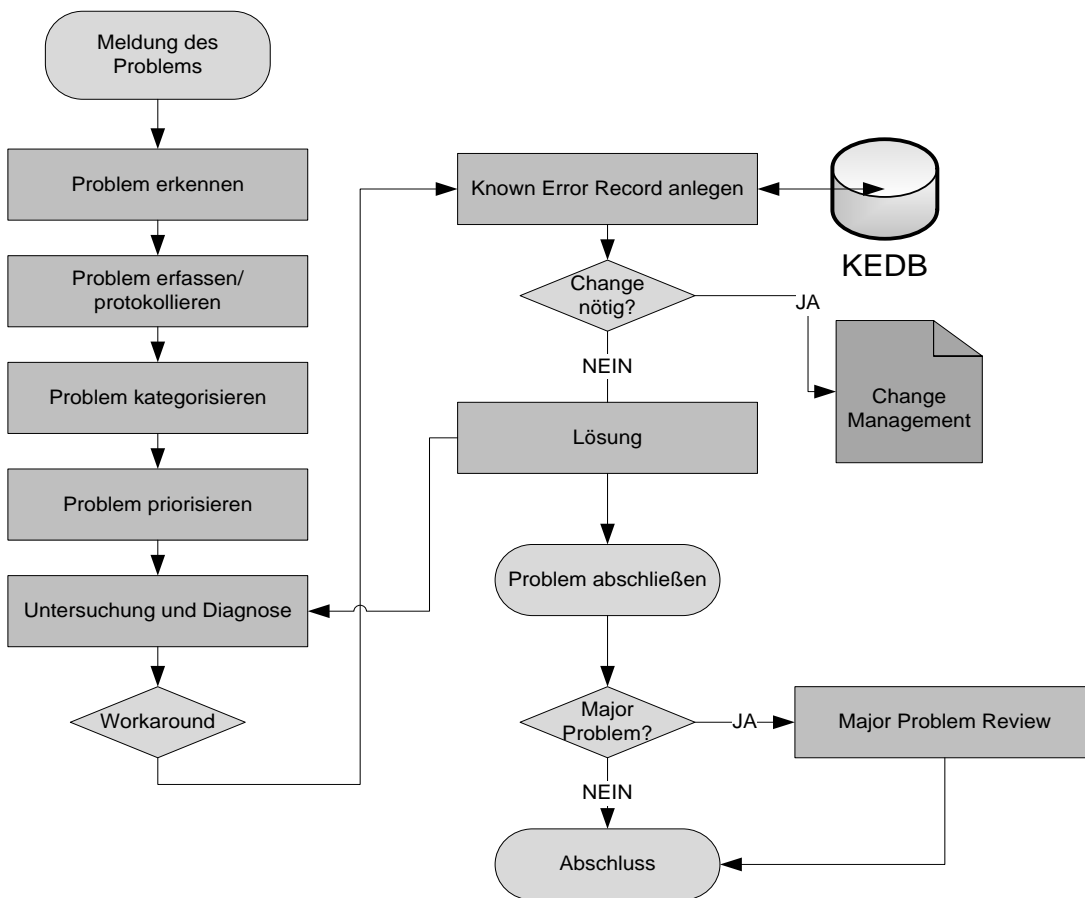 Meldung des
Problems
Problem erkennen
Problem erfassen/
protokollieren
Problem kategorisieren
Problem priorisieren
Untersuchung und Diagnose
Workaround
Known Error Record anlegen
KEDB
Change
nötig?
JA
NEIN
Change
Management
Lösung
Problem abschließen
Major
Problem?
JA
Major Problem Review
NEIN
Abschluss